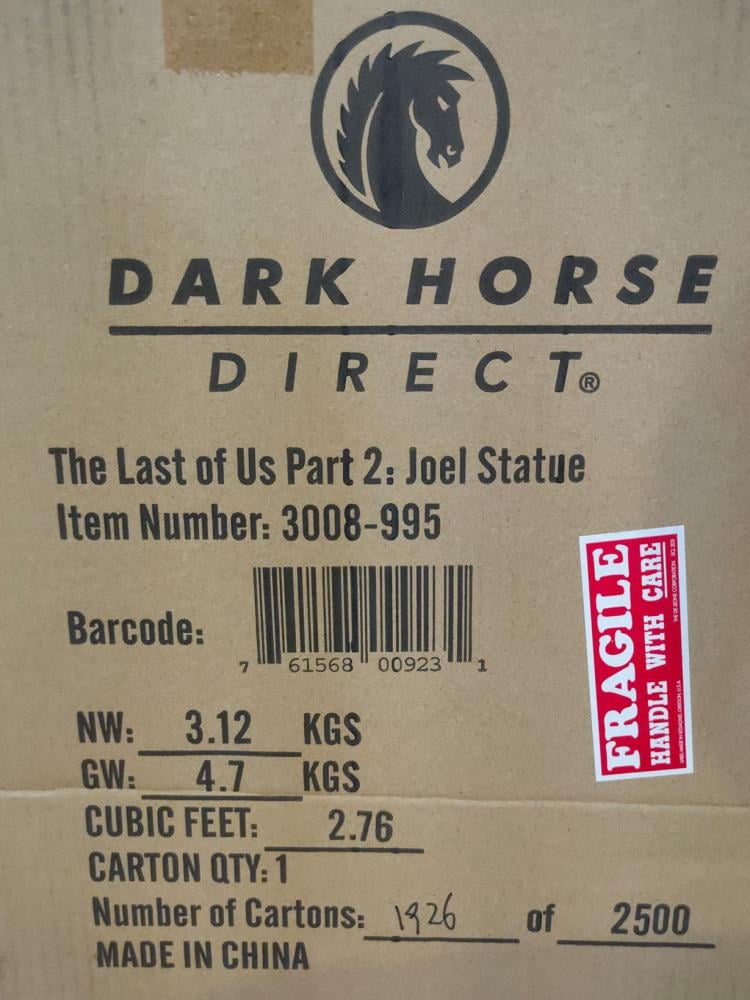 DARK HORSE
DIRECT®
The Last of Us Part 2: Joel Statue
Item Number: 3008-995
Barcode:
7 61568 00923 1
NW: 3.12 KGS
GW: 4.7 KGS
CUBIC FEET: 2.76
CARTON QTY: 1
Number of Cartons: 1926 of 2500
MADE IN CHINA
FRAGILE
HANDLE WITH CARE